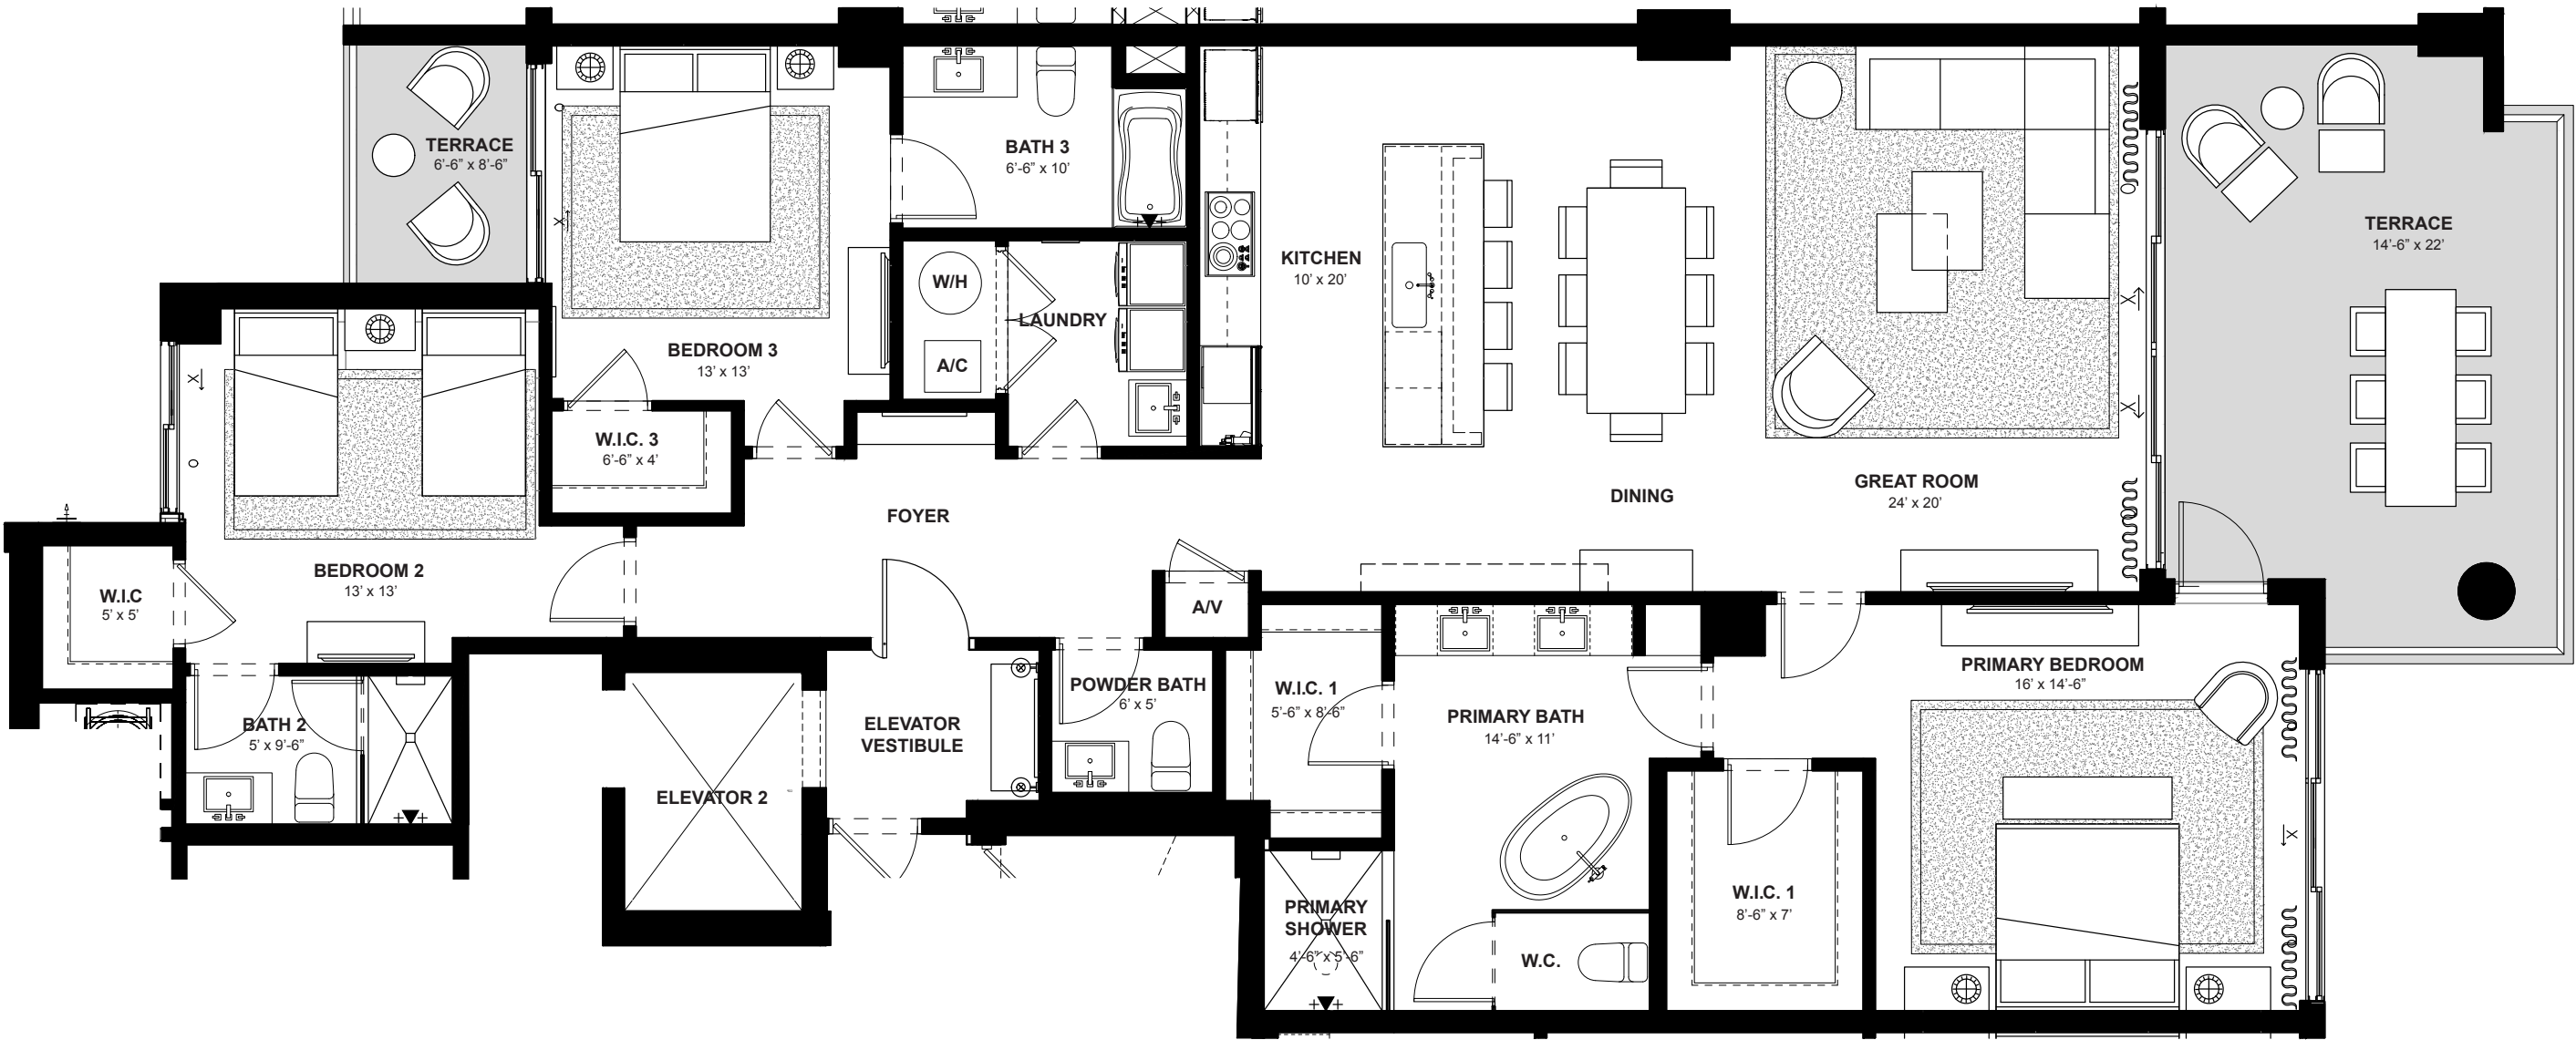 TERRACE
6'-6” x 8'-6”
BATH 3
6'-6” x 10'
TERRACE
14'-6” x 22'
KITCHEN
10' x 20'
W/H
LAUNDRY
A/C
BEDROOM 3
13' x 13'
X
X
X
X
W.I.C. 3
6'-6” x 4'
GREAT ROOM
24' x 20'
DINING
FOYER
BEDROOM 2
13' x 13'
W.I.C
5' x 5'
A/V
PRIMARY BEDROOM
16' x 14'-6”
POWDER BATH
6' x 5'
W.I.C. 1
5'-6” x 8'-6”
PRIMARY BATH
14'-6” x 11'
BATH 2
5' x 9'-6”
ELEVATOR
VESTIBULE
ELEVATOR 2
X
W.I.C. 1
8'-6” x 7'
PRIMARY
SHOWER
4'-6” x 5'-6”
W.C.